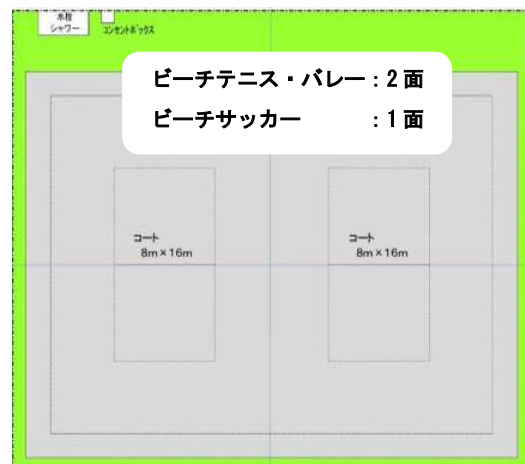 水栓
シャワー
コンセントボックス
ビーチテニス・バレー：2面
ビーチサッカー　　　：1面
コート
8m×16m
コート
8m×16m